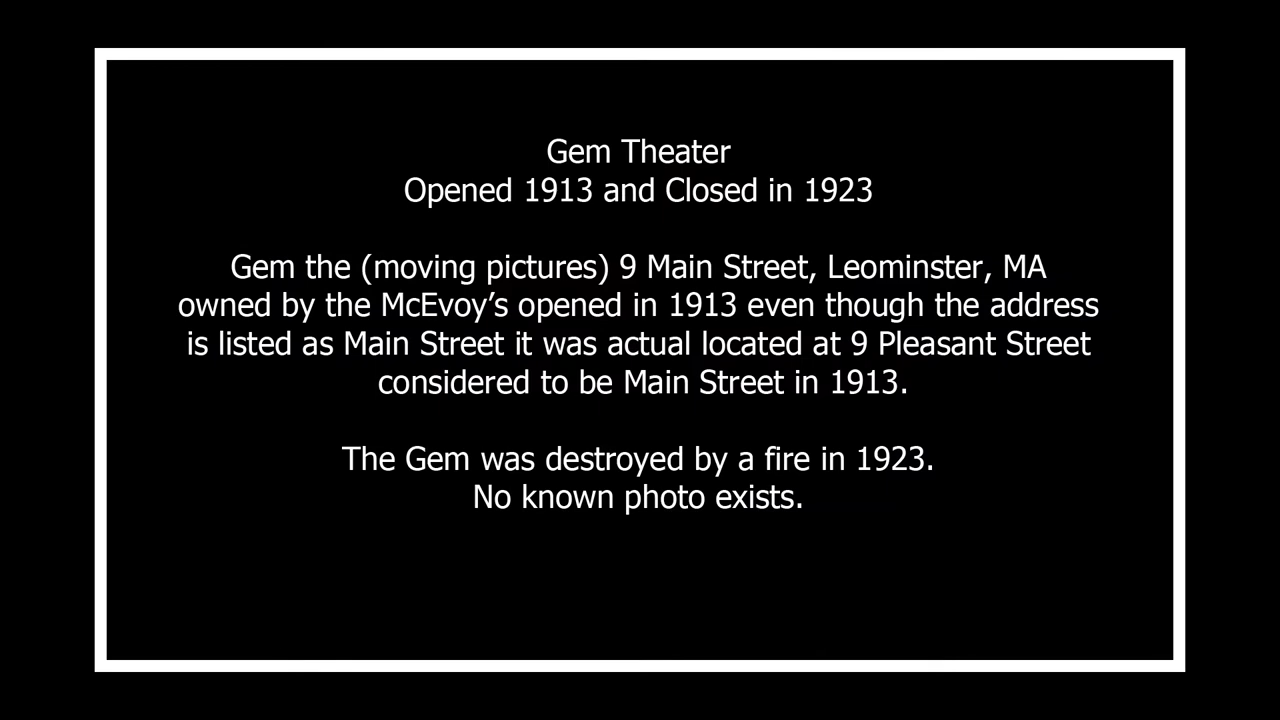 Gem Theater
Opened 1913 and Closed in 1923
Gem the (moving pictures) 9 Main Street, Leominster, MA
owned by the McEvoy’s opened in 1913 even though the address
is listed as Main Street it was actual located at 9 Pleasant Street
considered to be Main Street in 1913.
The Gem was destroyed by a fire in 1923.
No known photo exists.